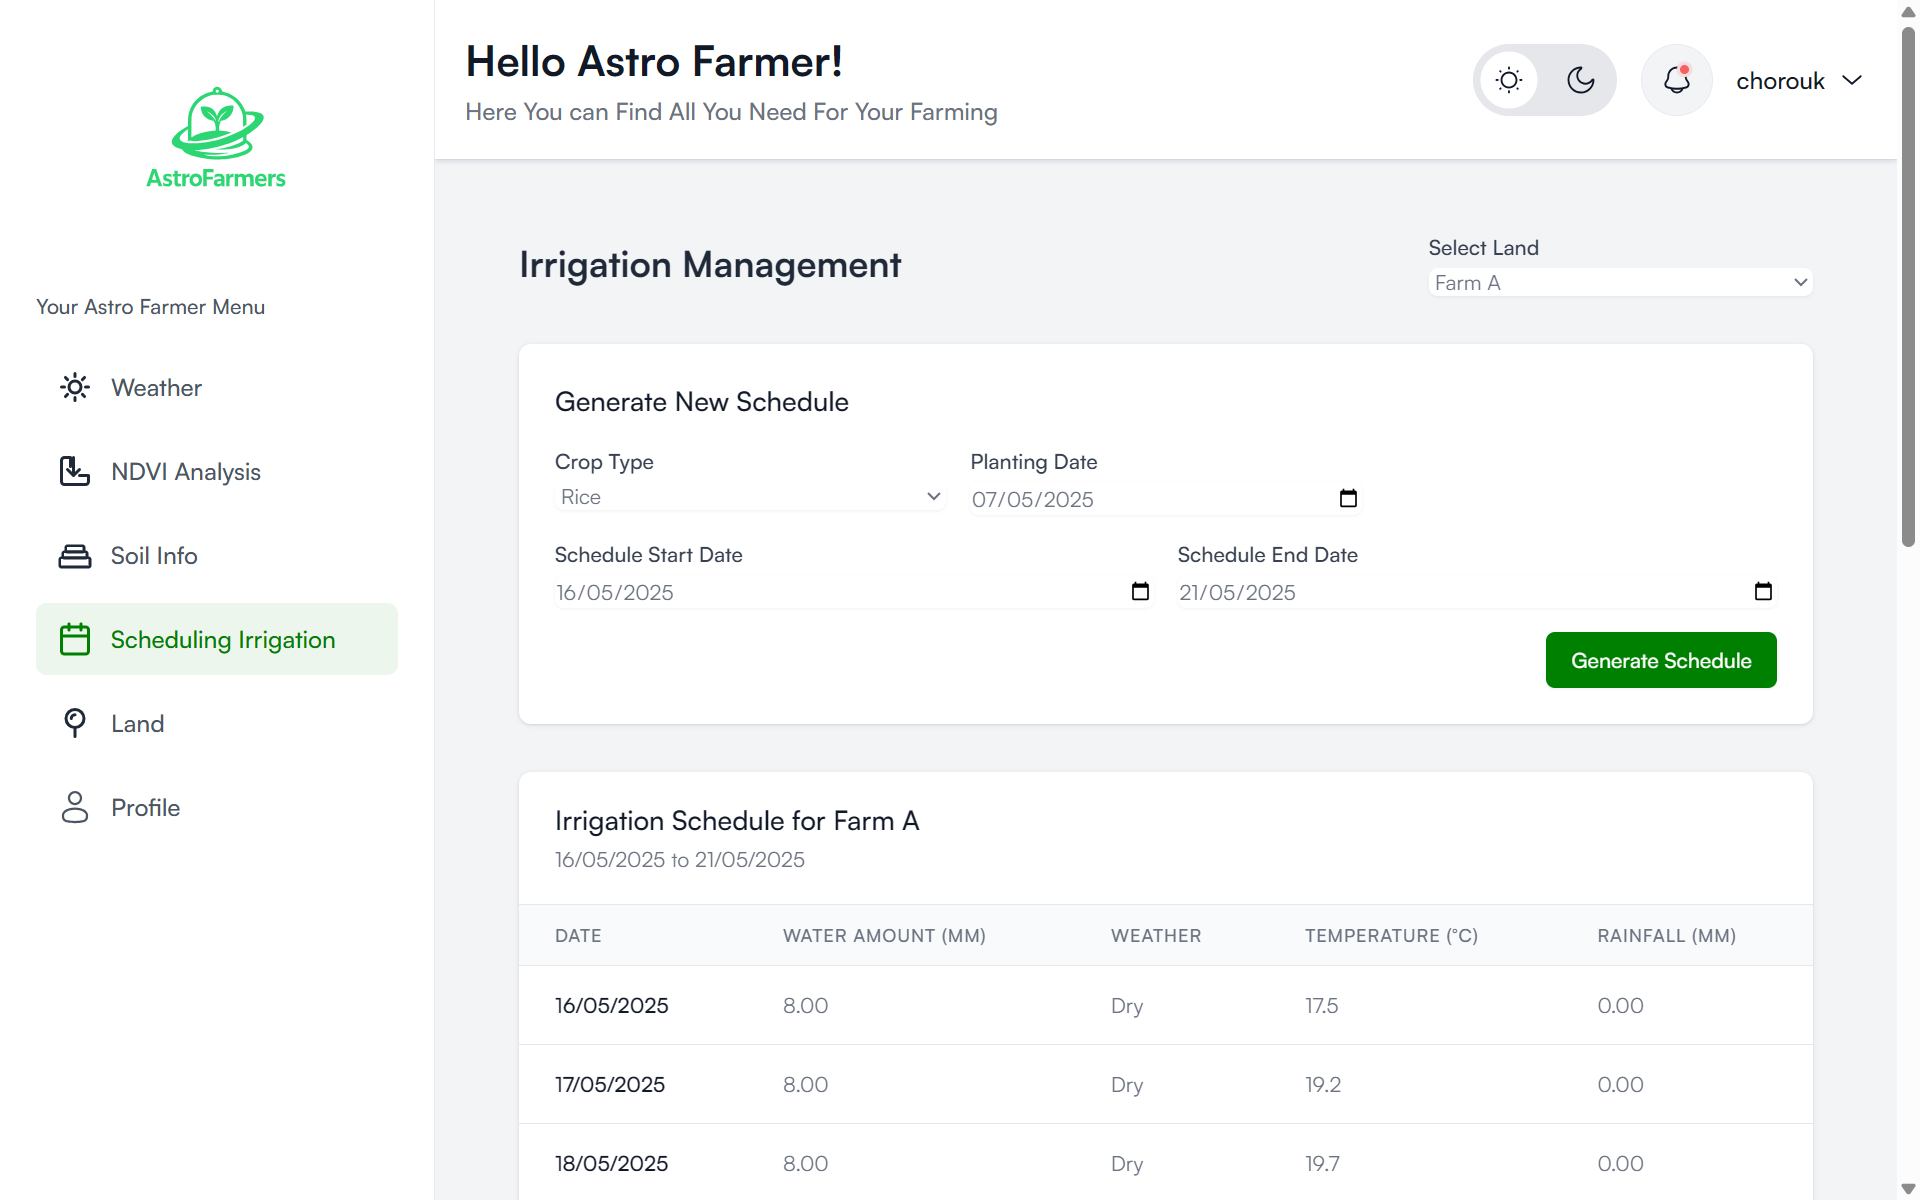 AstroFarmers
Your Astro Farmer Menu
Weather
NDVI Analysis
Soil Info
Scheduling Irrigation
Land
Profile
Hello Astro Farmer!
Here You can Find All You Need For Your Farming
chorouk
Irrigation Management
Select Land
Farm A
Generate New Schedule
Crop Type
Planting Date
Rice
07/05/2025
Schedule Start Date
Schedule End Date
16/05/2025
21/05/2025
Generate Schedule
Irrigation Schedule for Farm A
16/05/2025 to 21/05/2025
DATE WATER AMOUNT (MM) WEATHER TEMPERATURE (°C) RAINFALL (MM)
16/05/2025 8.00 Dry 17.5 0.00
17/05/2025 8.00 Dry 19.2 0.00
18/05/2025 8.00 Dry 19.7 0.00